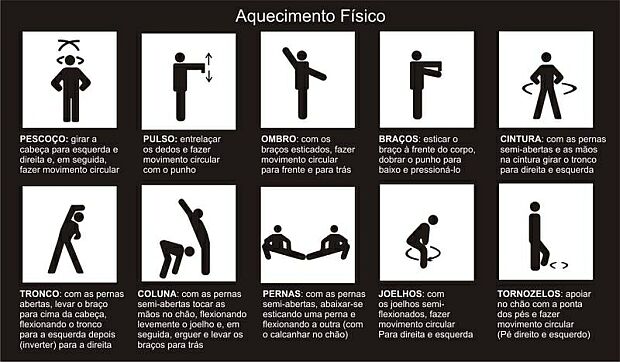 Aquecimento Físico
PESCOÇO: girar a
cabeça para esquerda e
direita e, em seguida,
fazer movimento circular
PULSO: entrelaçar
os dedos e fazer
movimento circular
com o punho
OMBRO: com os
braços esticados, fazer
movimento circular
para frente e para trás
BRAÇOS: esticar o
braço à frente do corpo,
dobrar o punho para
baixo e pressioná-lo
CINTURA: com as pernas
semi-abertas e as mãos
na cintura girar o tronco
para direita e esquerda
TRONCO: com as pernas
abertas, levar o braço
para cima da cabeça,
flexionando o tronco
para a esquerda depois
(inverter) para a direita
COLUNA: com as pernas
semi-abertas tocar as
mãos no chão, flexionando
levemente o joelho e, em
seguida, erguer e levar os
braços para trás
PERNAS: com as pernas
semi-abertas, abaixar-se
esticando uma perna e
flexionando a outra (com
o calcanhar no chão)
JOELHOS: com
os joelhos semi-
flexionados, fazer
movimento circular
Para direita e esquerda
TORNOZELOS: apoiar
no chão com a ponta
dos pés e fazer
movimento circular
(Pé direito e esquerdo)